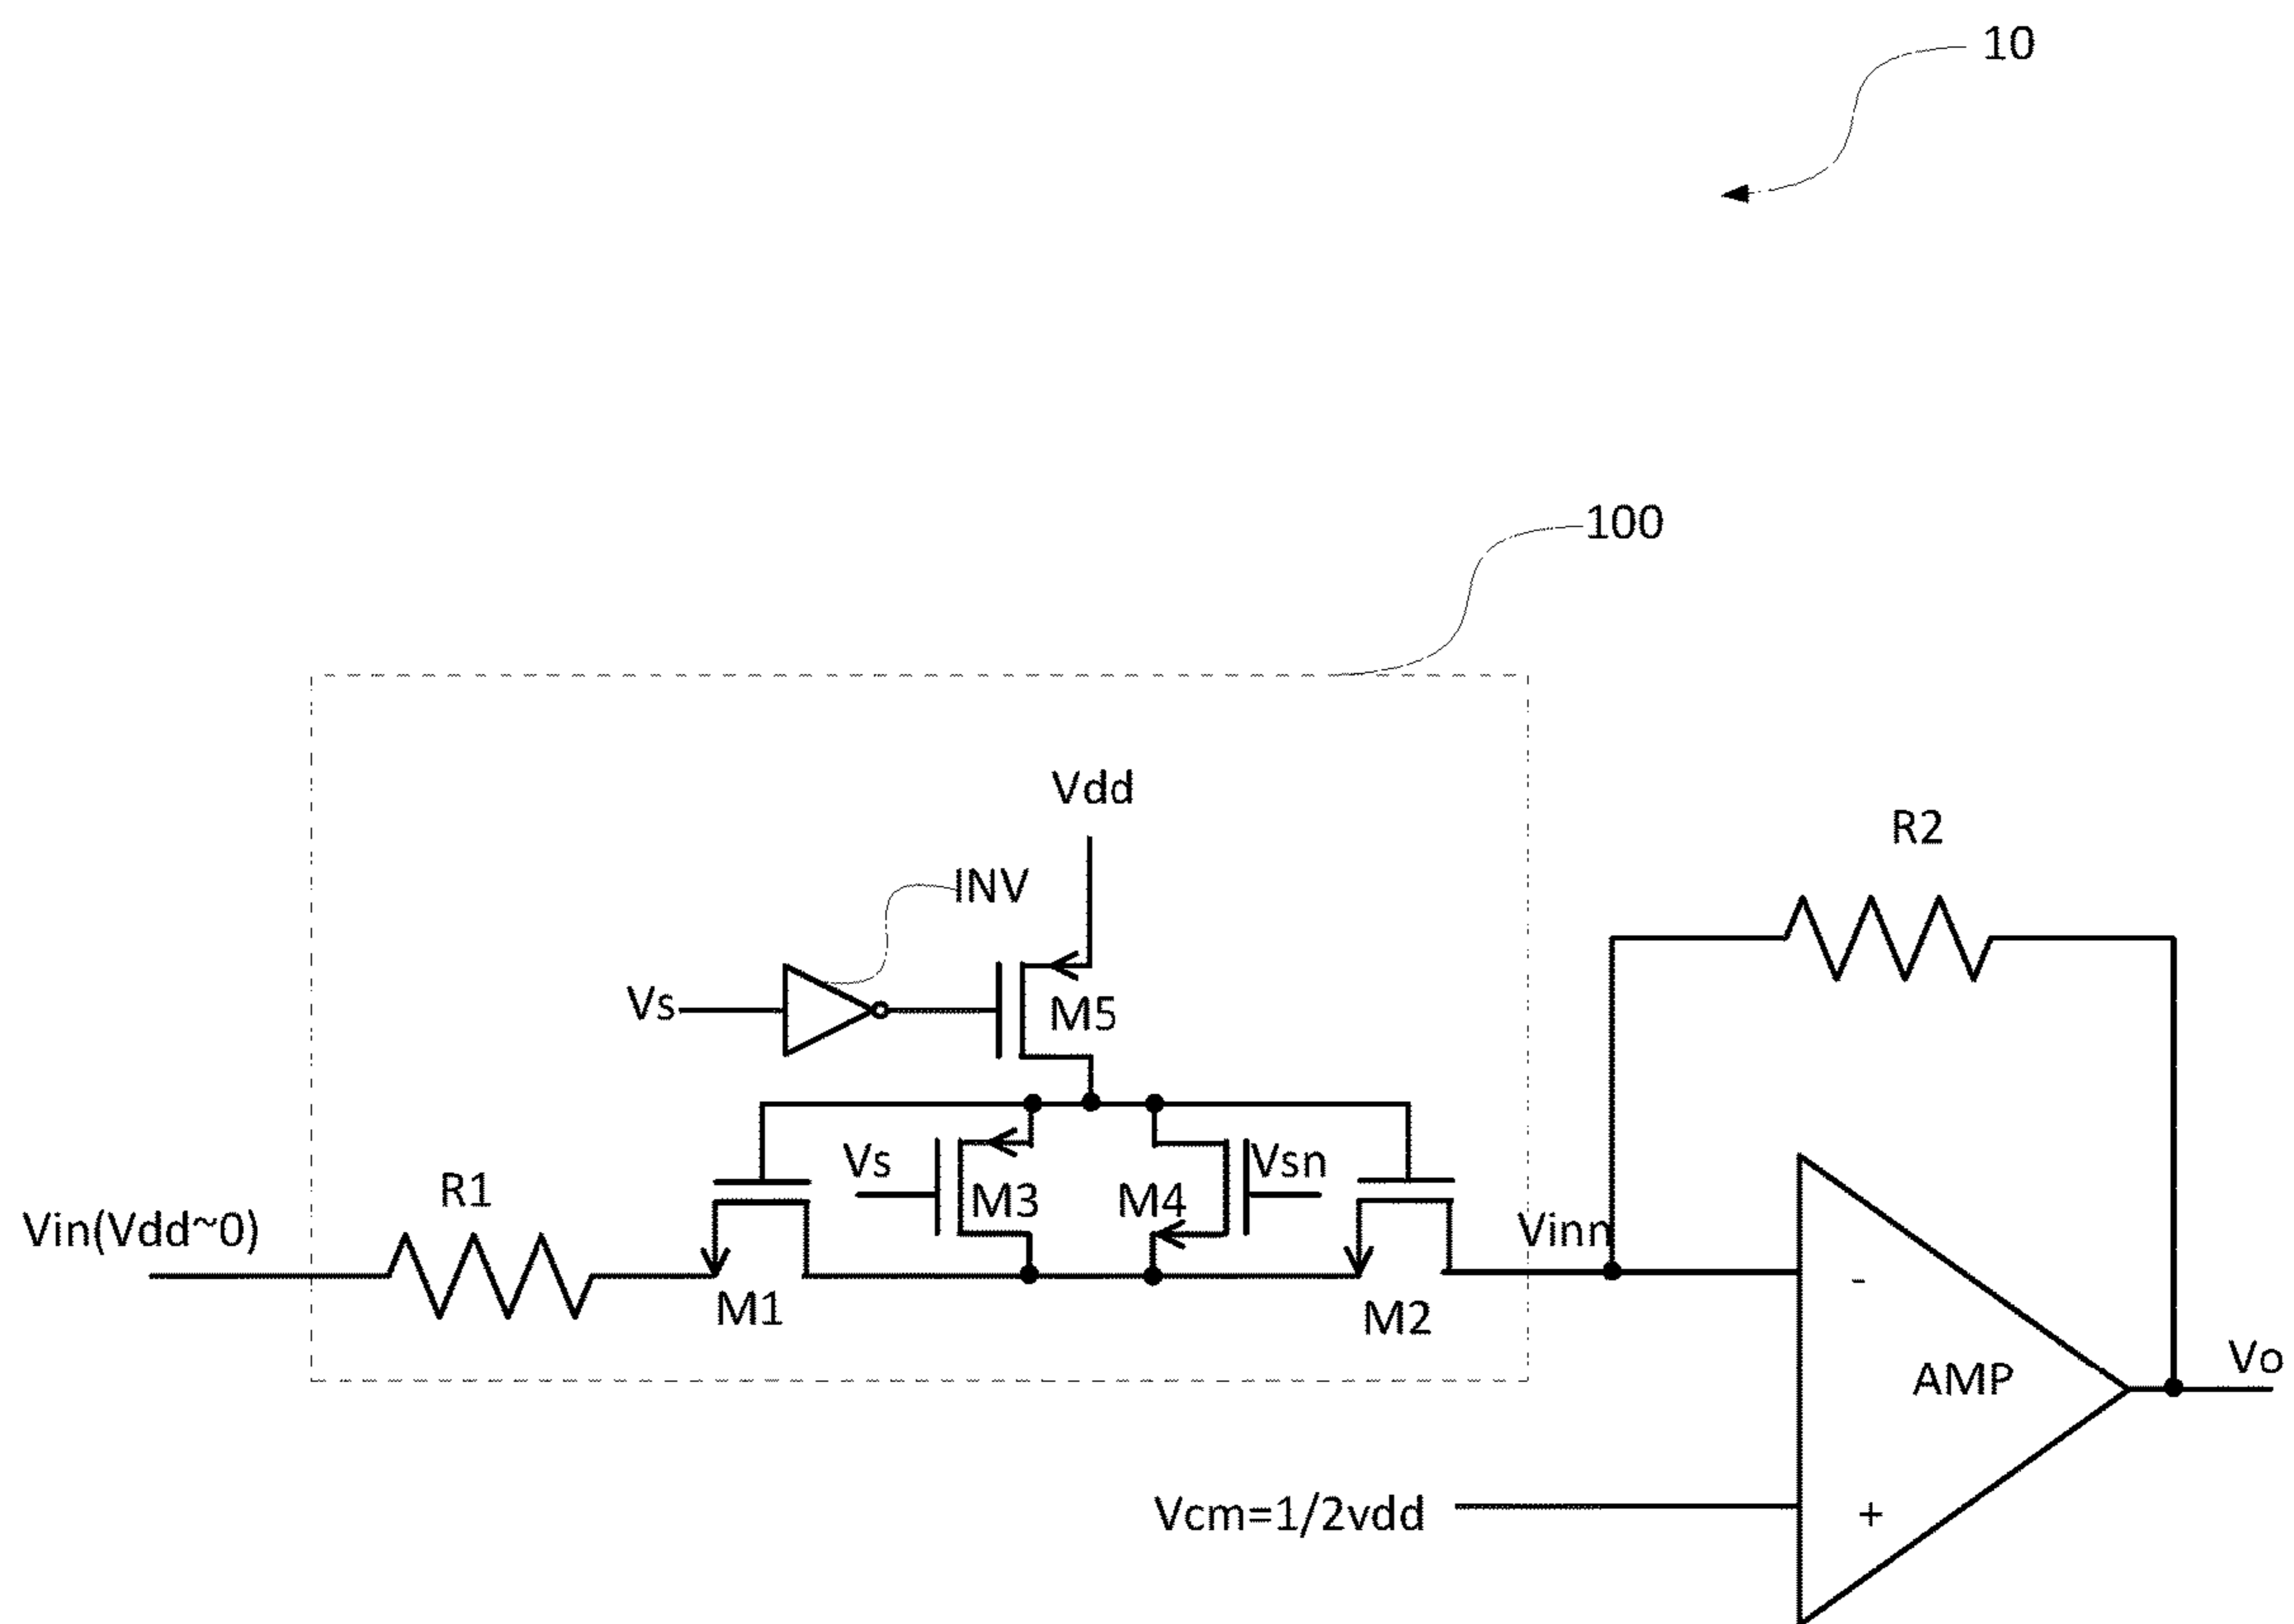 10
100
Vdd
R2
INV
Vs
M5
Vs
Vsn
R1
M3
M4
Vin(Vdd~0)
Vinn
-
M1
M2
AMP
Vo
Vcm=1/2vdd
+